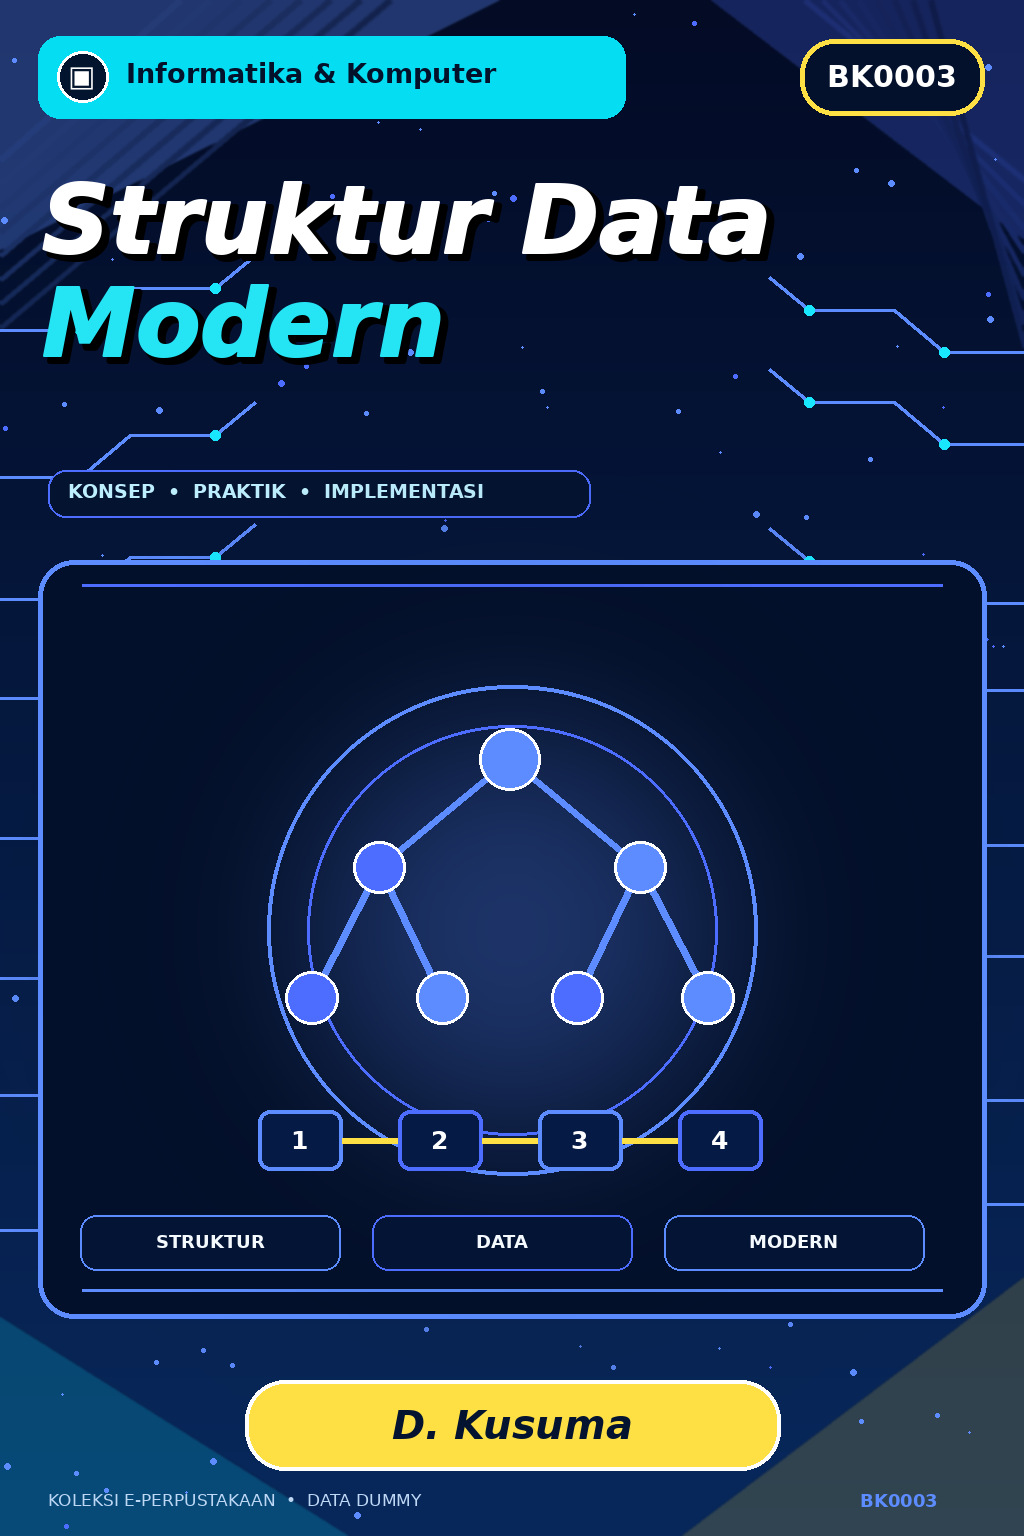 Informatika & Komputer
BK0003
Struktur Data
Modern
KONSEP • PRAKTIK • IMPLEMENTASI
1 2 3 4
STRUKTUR DATA MODERN
D. Kusuma
KOLEKSI E-PERPUSTAKAAN • DATA DUMMY
BK0003